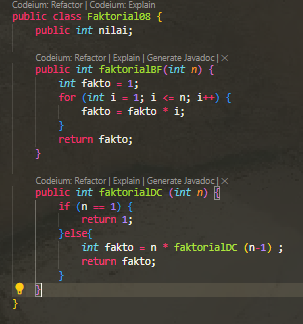 Codeium: Refactor | Codeium: Explain
public class Faktorial08 {
    public int nilai;
    Codeium: Refactor | Explain | Generate Javadoc | ×
    public int faktorialBF(int n) {
        int fakto = 1;
        for (int i = 1; i <= n; i++) {
            fakto = fakto * i;
        }
        return fakto;
    }
    Codeium: Refactor | Explain | Generate Javadoc | ×
    public int faktorialDC (int n) {
        if (n == 1) {
            return 1;
        }else{
            int fakto = n * faktorialDC (n-1) ;
            return fakto;
        }
    }
}